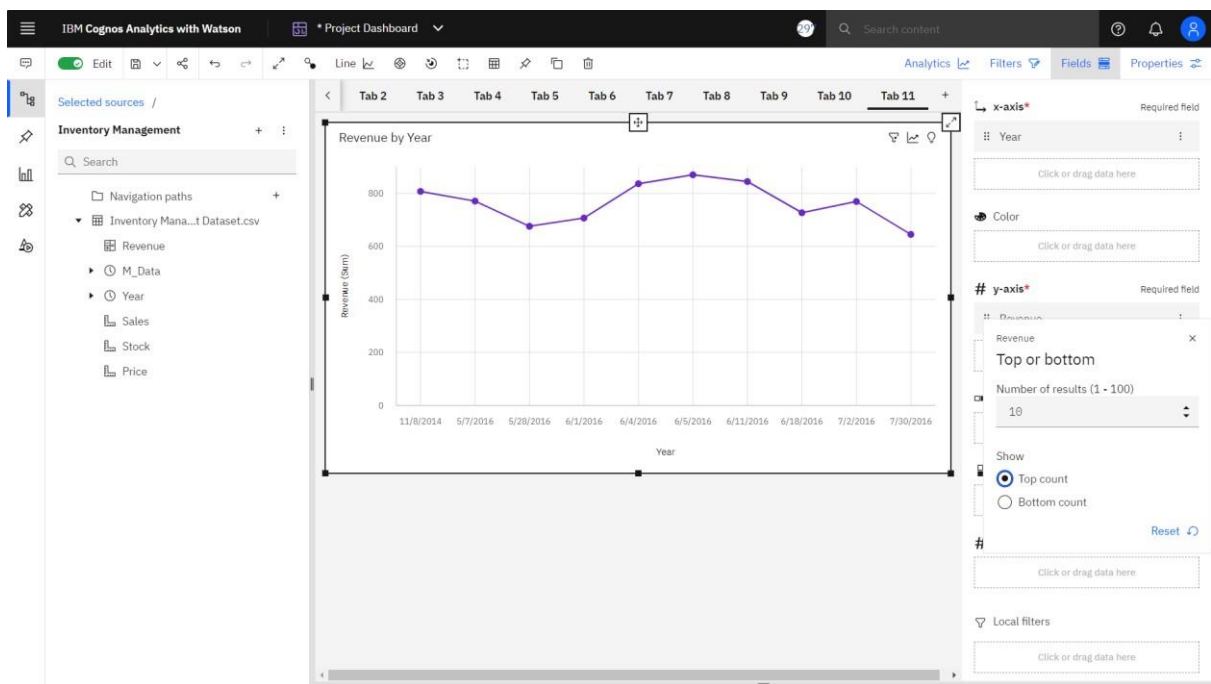 IBM Cognos Analytics with Watson
* Project Dashboard
Search content
Edit
Line
Analytics
Filters
Fields
Properties
Selected sources /
Inventory Management
Search
Navigation paths
Inventory Mana...t Dataset.csv
Revenue
M_Data
Year
Sales
Stock
Price
Tab 2 Tab 3 Tab 4 Tab 5 Tab 6 Tab 7 Tab 8 Tab 9 Tab 10 Tab 11 +
Revenue by Year
Revenue (Sum)
800
600
400
200
0
11/8/2014 5/7/2016 5/28/2016 6/1/2016 6/4/2016 6/5/2016 6/11/2016 6/18/2016 7/2/2016 7/30/2016
Year
x-axis* Required field
Year
Click or drag data here
Color
Click or drag data here
# y-axis* Required field
Revenue
Revenue
Top or bottom
Number of results (1 - 100)
10
Show
Top count
Bottom count
Reset
#
Click or drag data here
Local filters
Click or drag data here